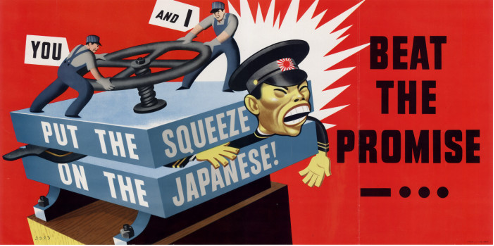 YOU
AND I
PUT THE SQUEEZE
ON THE JAPANESE!
BEAT
THE
PROMISE